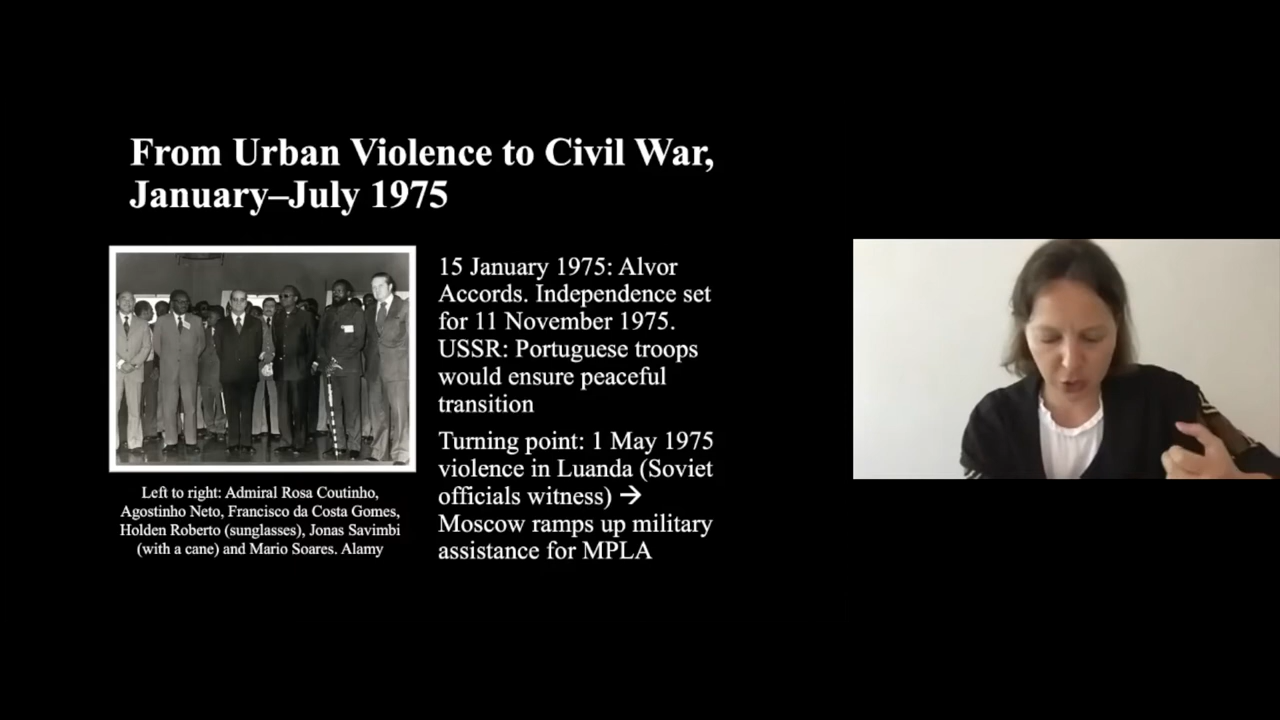 From Urban Violence to Civil War,
January–July 1975
15 January 1975: Alvor
Accords. Independence set
for 11 November 1975.
USSR: Portuguese troops
would ensure peaceful
transition
Turning point: 1 May 1975
violence in Luanda (Soviet
officials witness) →
Moscow ramps up military
assistance for MPLA
Left to right: Admiral Rosa Coutinho,
Agostinho Neto, Francisco da Costa Gomes,
Holden Roberto (sunglasses), Jonas Savimbi
(with a cane) and Mario Soares. Alamy